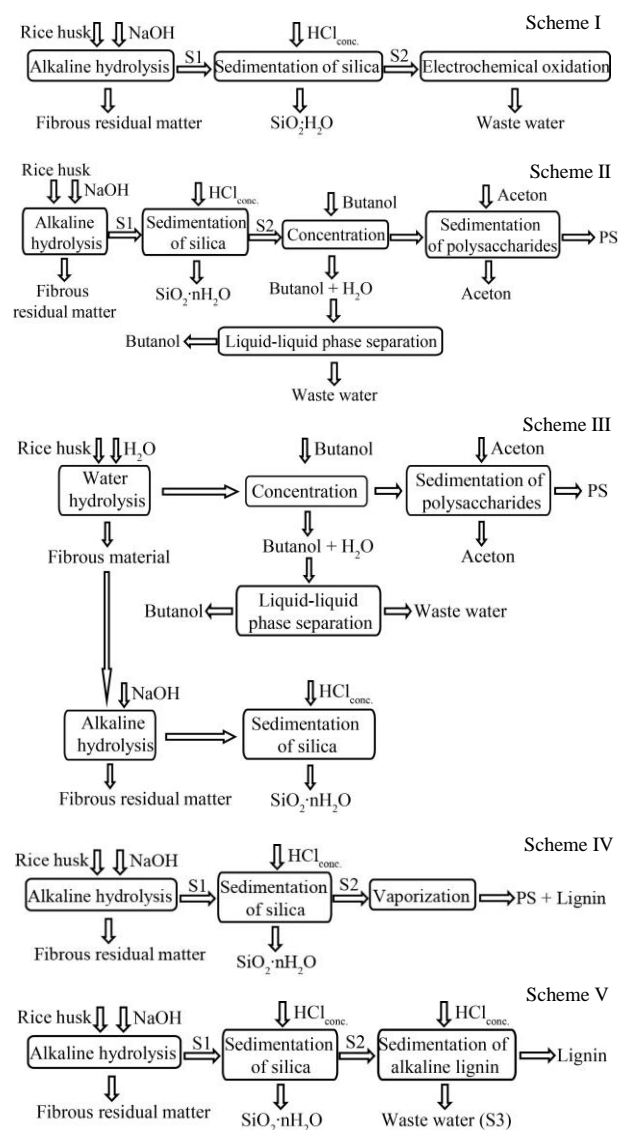 Scheme I
Rice husk NaOH HCl conc.
Alkaline hydrolysis S1 Sedimentation of silica S2 Electrochemical oxidation
Fibrous residual matter SiO₂·H₂O Waste water
Scheme II
Rice husk
NaOH HCl conc. Butanol Aceton
Alkaline
hydrolysis
S1
Sedimentation
of silica
S2
Concentration
Sedimentation
of polysaccharides
PS
Fibrous
residual matter
SiO₂·nH₂O
Butanol + H₂O
Aceton
Butanol Liquid-liquid phase separation
Waste water
Scheme III
Rice husk H₂O Butanol Aceton
Water
hydrolysis
Concentration
Sedimentation of
polysaccharides
PS
Fibrous material
Butanol + H₂O
Aceton
Butanol
Liquid-liquid
phase separation
Waste water
NaOH HCl conc.
Alkaline
hydrolysis
Sedimentation
of silica
Fibrous residual matter SiO₂·nH₂O
Scheme IV
Rice husk NaOH HCl conc.
Alkaline hydrolysis
S1
Sedimentation
of silica
S2
Vaporization
PS + Lignin
Fibrous residual matter SiO₂·nH₂O
Scheme V
Rice husk NaOH HCl conc. HCl conc.
Alkaline hydrolysis
S1
Sedimentation
of silica
S2
Sedimentation of
alkaline lignin
Lignin
Fibrous residual matter SiO₂·nH₂O Waste water (S3)